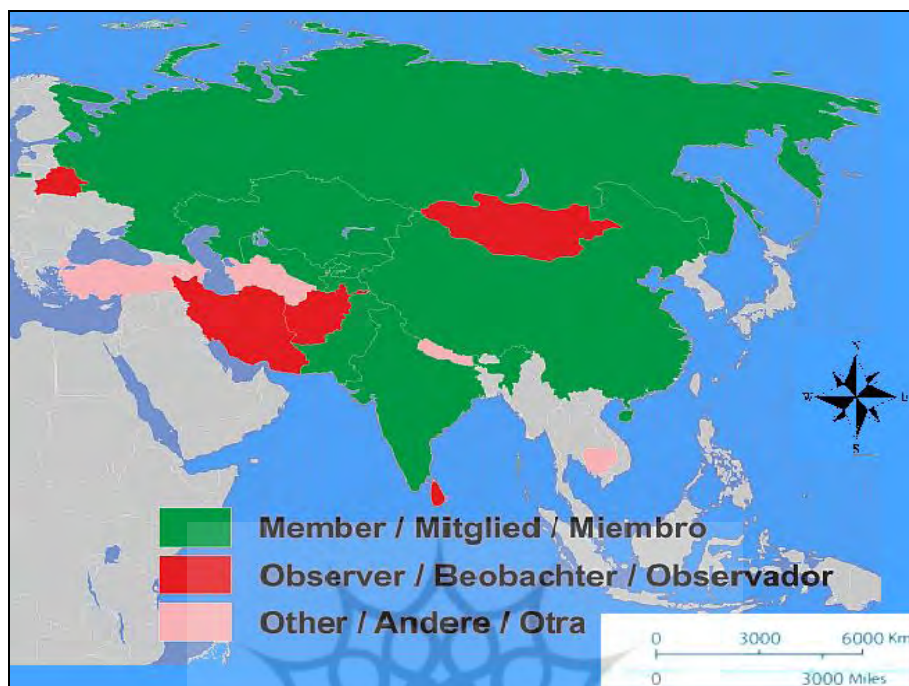 N
W
S
Member / Mitglied / Miembro
Observer / Beobachter / Observador
Other / Andere / Otra
0 3000 6000 Km
0 3000 Miles